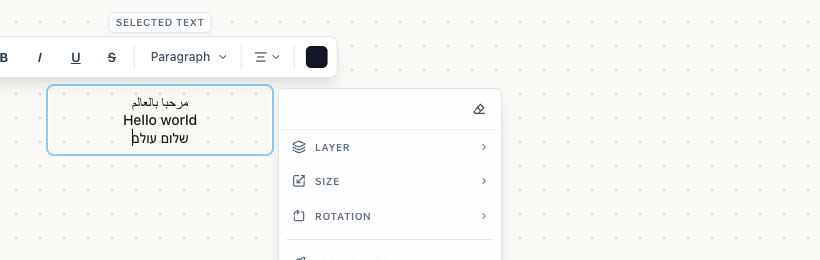 SELECTED TEXT
B I U S Paragraph
مرحبا بالعالم
Hello world
שלום עולם
LAYER
SIZE
ROTATION